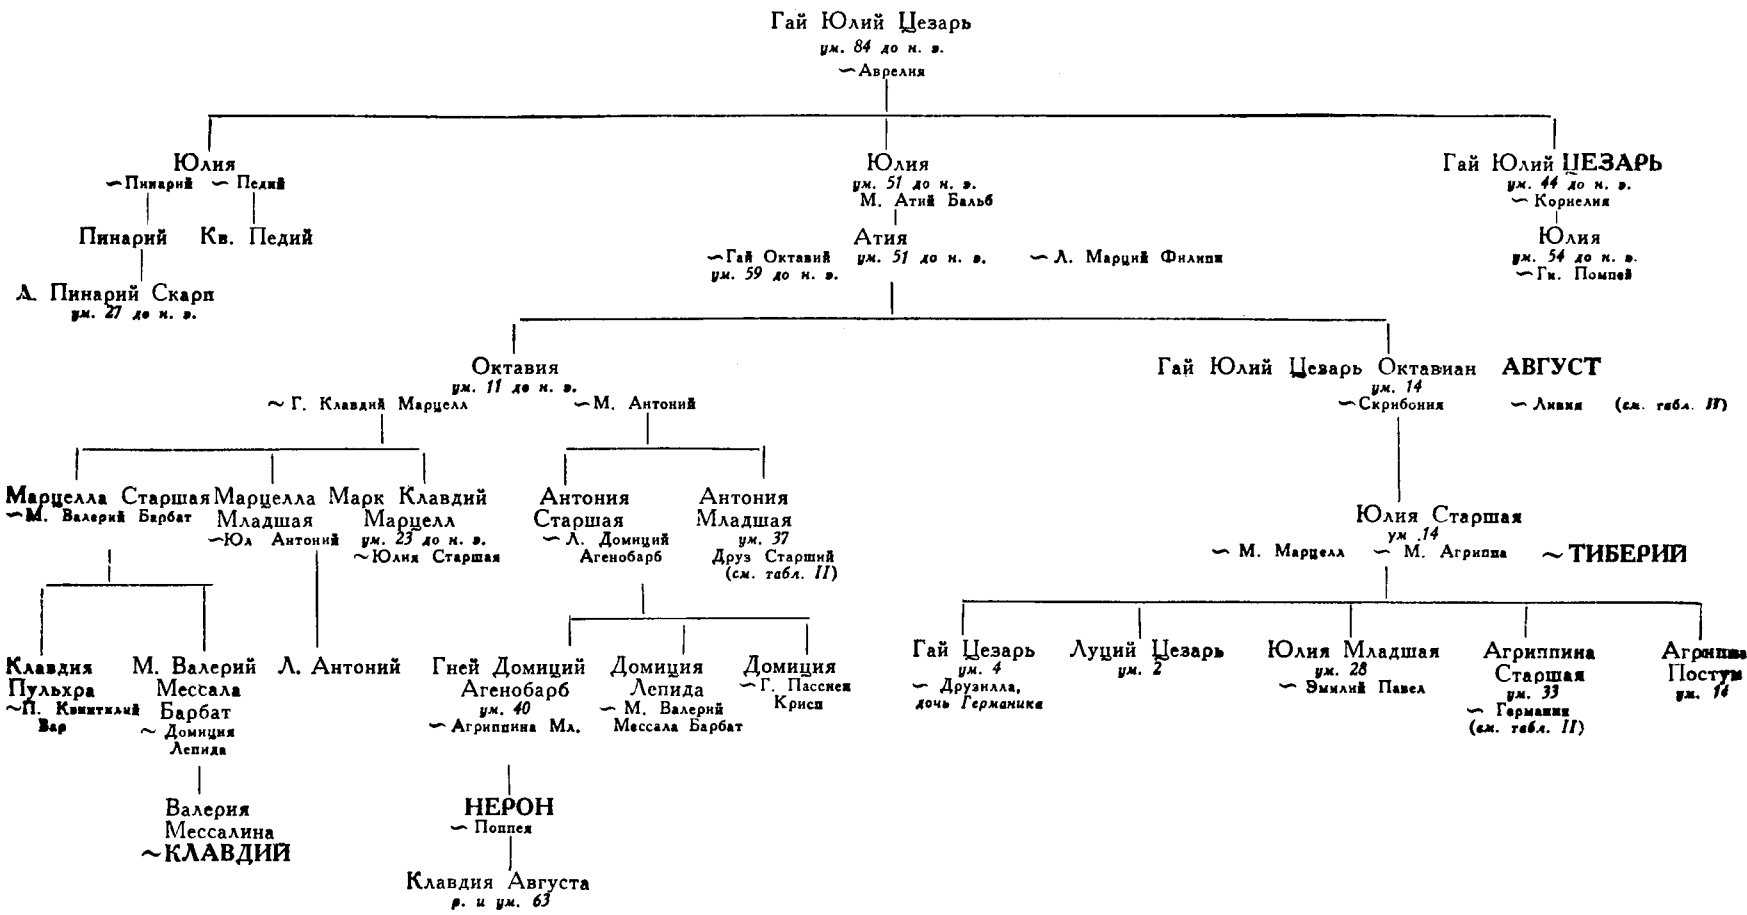 Гай Юлий Цезарь
ум. 84 до н. э.
~ Аврелия
Юлия
~ Пинарий ~ Педий
Пинарий Кв. Педий
Л. Пинарий Скарп
ум. 27 до н. э.
Юлия
ум. 51 до н. э.
М. Атий Бальб
Атия
~ Гай Октавий ум. 51 до н. э. ~ Л. Марций Филипп
ум. 59 до н. э.
Гай Юлий ЦЕЗАРЬ
ум. 44 до н. э.
~ Корнелия
Юлия
ум. 54 до н. э.
~ Гн. Помпей
Октавия
ум. 11 до н. э.
~ Г. Клавдий Марцелл ~ М. Антоний
Гай Юлий Цезарь Октавиан АВГУСТ
ум. 14
~ Скрибония ~ Ливия (см. табл. II)
Марцелла Старшая
~ М. Валерий Барбат
Марцелла
Младшая
~ Юл Антоний
Марк Клавдий
Марцелл
ум. 23 до н. э.
~ Юлия Старшая
Антония
Старшая
~ Л. Домиций
Агенобарб
Антония
Младшая
ум. 37
Друз Старший
(см. табл. II)
Юлия Старшая
ум .14
~ М. Марцелл ~ М. Агриппа ~ ТИБЕРИЙ
Клавдия
Пульхра
~ П. Квинтилий
Вар
М. Валерий
Мессала
Барбат
~ Домиция
Лепида
Л. Антоний
Гней Домиций
Агенобарб
ум. 40
~ Агриппина Мл.
Домиция
Лепида
~ М. Валерий
Мессала Барбат
Домиция
~ Г. Пассиен
Крисп
Гай Цезарь
ум. 4
~ Друзилла,
дочь Германика
Луций Цезарь
ум. 2
Юлия Младшая
ум. 28
~ Эмилий Павел
Агриппина
Старшая
ум. 33
~ Германик
(см. табл. II)
Агриппа
Постум
ум. 14
Валерия
Мессалина
~ КЛАВДИЙ
НЕРОН
~ Поппея
Клавдия Августа
р. и ум. 63